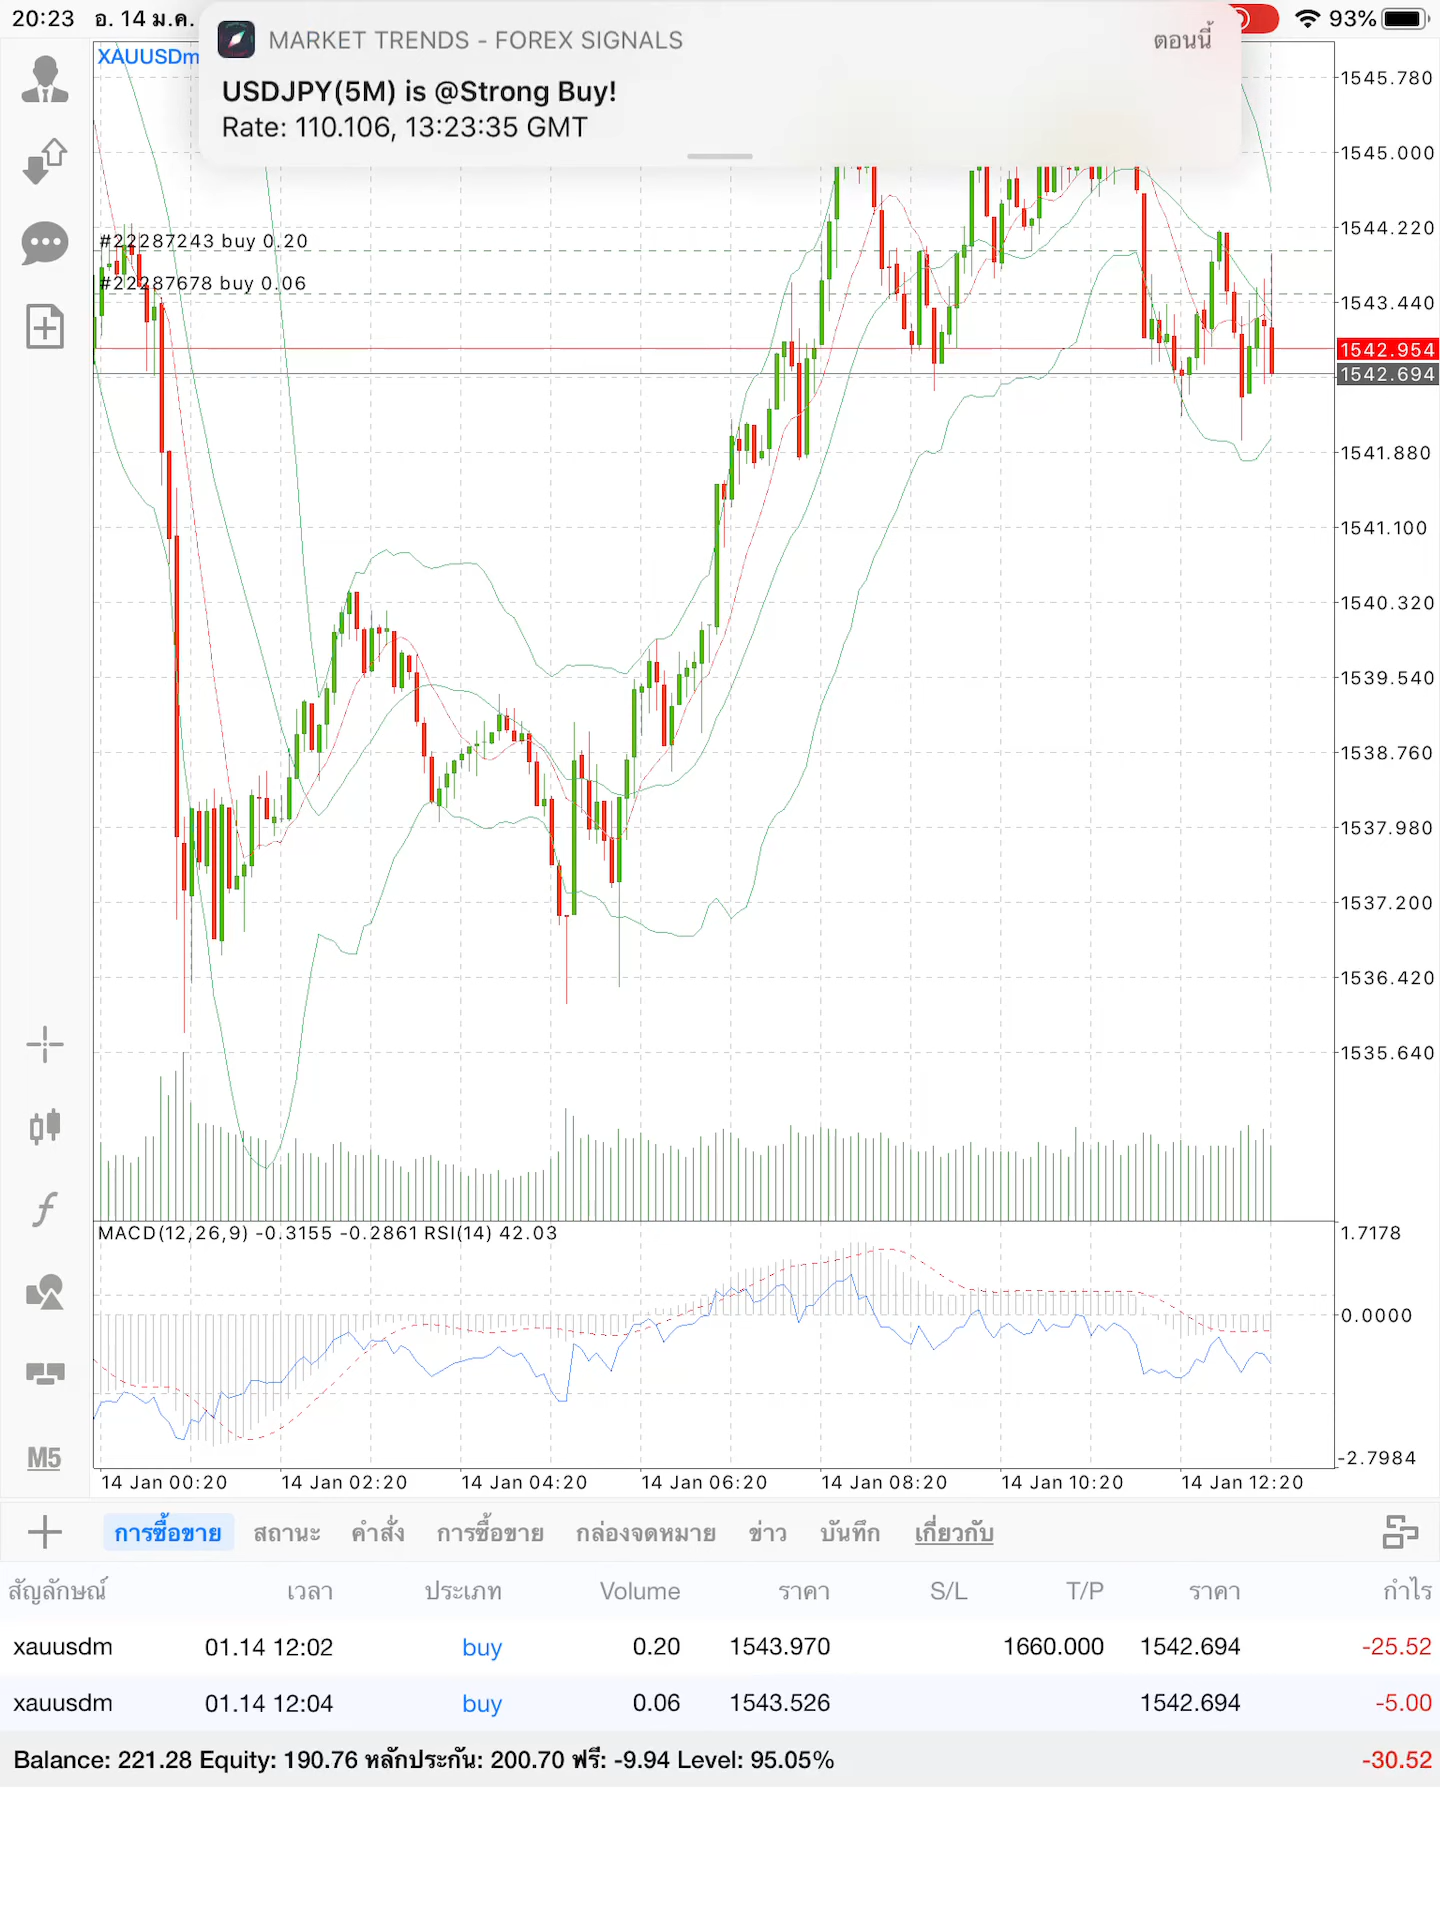 20:23 อ. 14 ม.ค. 93%
MARKET TRENDS - FOREX SIGNALS ตอนนี้
USDJPY(5M) is @Strong Buy!
Rate: 110.106, 13:23:35 GMT
XAUUSDm
1545.780
1545.000
1544.220
#22287243 buy 0.20
#22287678 buy 0.06
1543.440
1542.954
1542.694
1541.880
1541.100
1540.320
1539.540
1538.760
1537.980
1537.200
1536.420
1535.640
MACD(12,26,9) -0.3155 -0.2861 RSI(14) 42.03
1.7178
0.0000
-2.7984
M5
14 Jan 00:20 14 Jan 02:20 14 Jan 04:20 14 Jan 06:20 14 Jan 08:20 14 Jan 10:20 14 Jan 12:20
การซื้อขาย สถานะ คำสั่ง การซื้อขาย กล่องจดหมาย ข่าว บันทึก เกี่ยวกับ
สัญลักษณ์ เวลา ประเภท Volume ราคา S/L T/P ราคา กำไร
xauusdm 01.14 12:02 buy 0.20 1543.970 1660.000 1542.694 -25.52
xauusdm 01.14 12:04 buy 0.06 1543.526 1542.694 -5.00
Balance: 221.28 Equity: 190.76 หลักประกัน: 200.70 ฟรี: -9.94 Level: 95.05% -30.52